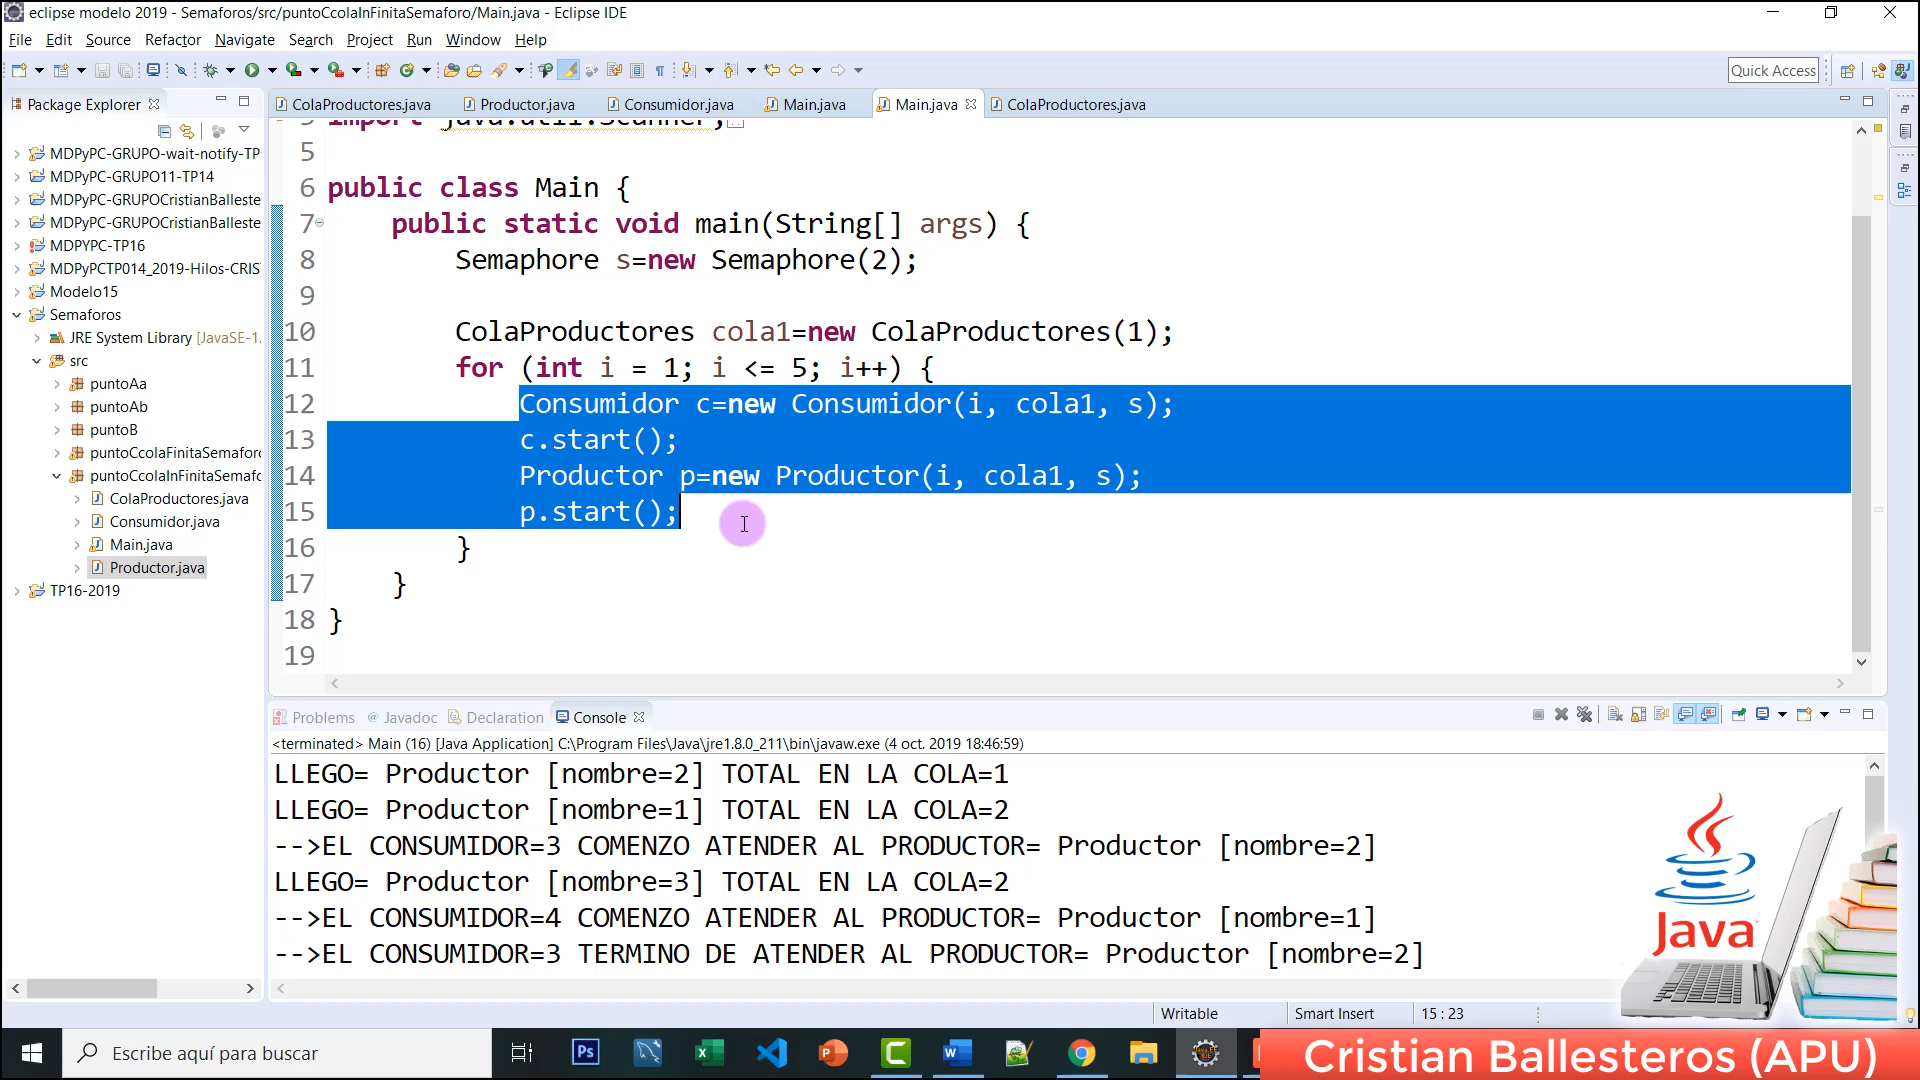 eclipse modelo 2019 - Semaforos/src/puntoCcolaInFinitaSemaforo/Main.java - Eclipse IDE
File Edit Source Refactor Navigate Search Project Run Window Help
Quick Access
Package Explorer
MDPyPC-GRUPO-wait-notify-TP
MDPyPC-GRUPO11-TP14
MDPyPC-GRUPOCristianBalleste
MDPyPC-GRUPOCristianBalleste
MDPYPC-TP16
MDPyPCTP014_2019-Hilos-CRIS
Modelo15
Semaforos
JRE System Library [JavaSE-1.
src
puntoAa
puntoAb
puntoB
puntoCcolaFinitaSemaforo
puntoCcolaInFinitaSemafo
ColaProductores.java
Consumidor.java
Main.java
Productor.java
TP16-2019
ColaProductores.java Productor.java Consumidor.java Main.java Main.java ColaProductores.java
3 import java.util.Scanner;
5
6 public class Main {
7 public static void main(String[] args) {
8 Semaphore s=new Semaphore(2);
9
10 ColaProductores cola1=new ColaProductores(1);
11 for (int i = 1; i <= 5; i++) {
12 Consumidor c=new Consumidor(i, cola1, s);
13 c.start();
14 Productor p=new Productor(i, cola1, s);
15 p.start();
16 }
17 }
18 }
19
Problems Javadoc Declaration Console
<terminated> Main (16) [Java Application] C:\Program Files\Java\jre1.8.0_211\bin\javaw.exe (4 oct. 2019 18:46:59)
LLEGO= Productor [nombre=2] TOTAL EN LA COLA=1
LLEGO= Productor [nombre=1] TOTAL EN LA COLA=2
-->EL CONSUMIDOR=3 COMENZO ATENDER AL PRODUCTOR= Productor [nombre=2]
LLEGO= Productor [nombre=3] TOTAL EN LA COLA=2
-->EL CONSUMIDOR=4 COMENZO ATENDER AL PRODUCTOR= Productor [nombre=1]
-->EL CONSUMIDOR=3 TERMINO DE ATENDER AL PRODUCTOR= Productor [nombre=2]
Java
Writable Smart Insert 15 : 23
Escribe aquí para buscar
Ps
Cristian Ballesteros (APU)